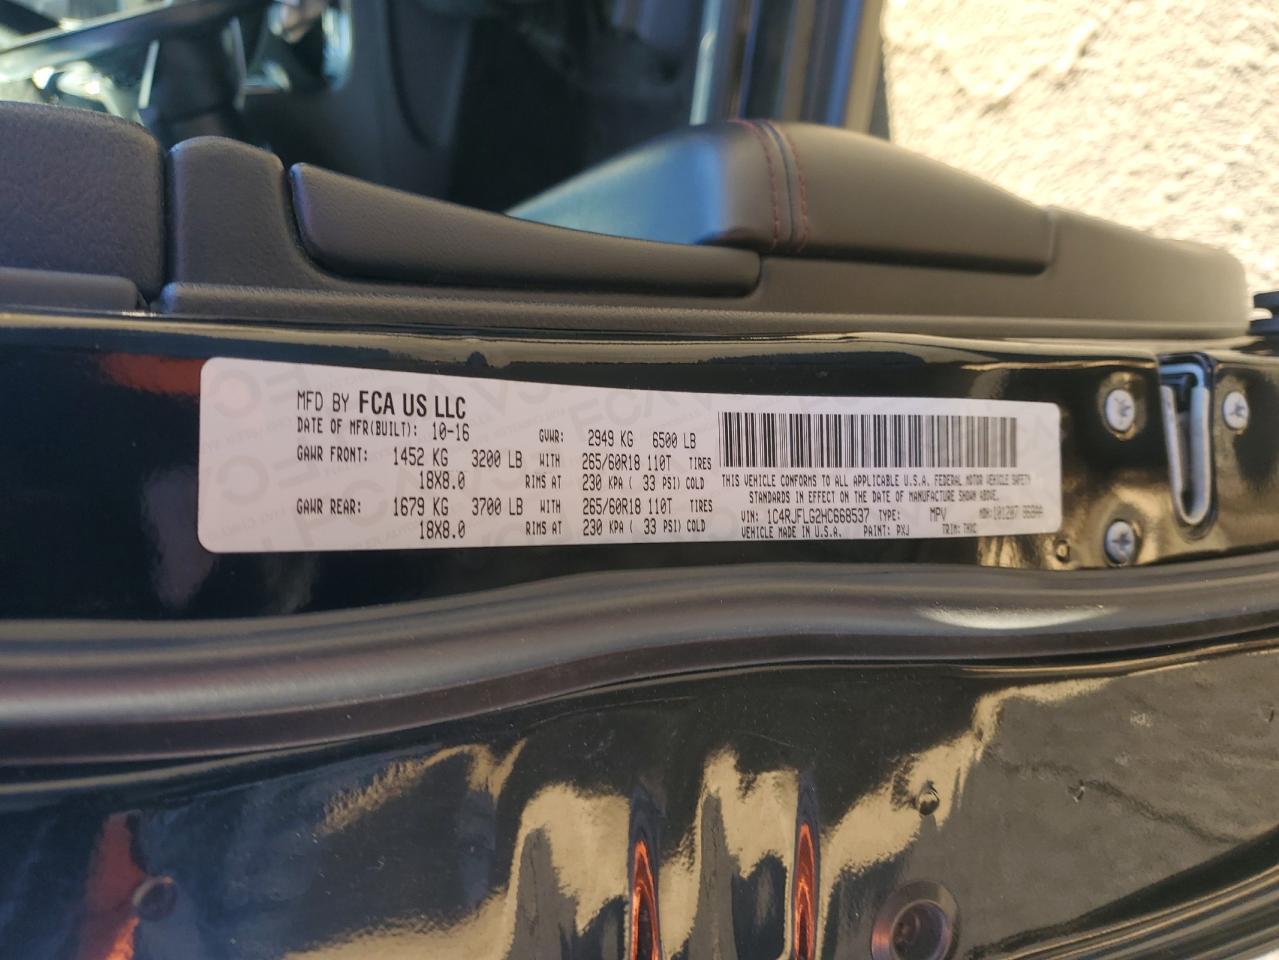 MFD BY FCA US LLC
DATE OF MFR(BUILT): 10-16 GVWR: 2949 KG 6500 LB
GAWR FRONT: 1452 KG 3200 LB WITH 265/60R18 110T TIRES
18X8.0 RIMS AT 230 KPA ( 33 PSI) COLD
GAWR REAR: 1679 KG 3700 LB WITH 265/60R18 110T TIRES
18X8.0 RIMS AT 230 KPA ( 33 PSI) COLD
THIS VEHICLE CONFORMS TO ALL APPLICABLE U.S.A. FEDERAL MOTOR VEHICLE SAFETY
STANDARDS IN EFFECT ON THE DATE OF MANUFACTURE SHOWN ABOVE.
VIN: 1C4RJFLG2HC668537 TYPE: MPV MDH:
VEHICLE MADE IN U.S.A. PAINT: PXJ TRIM: